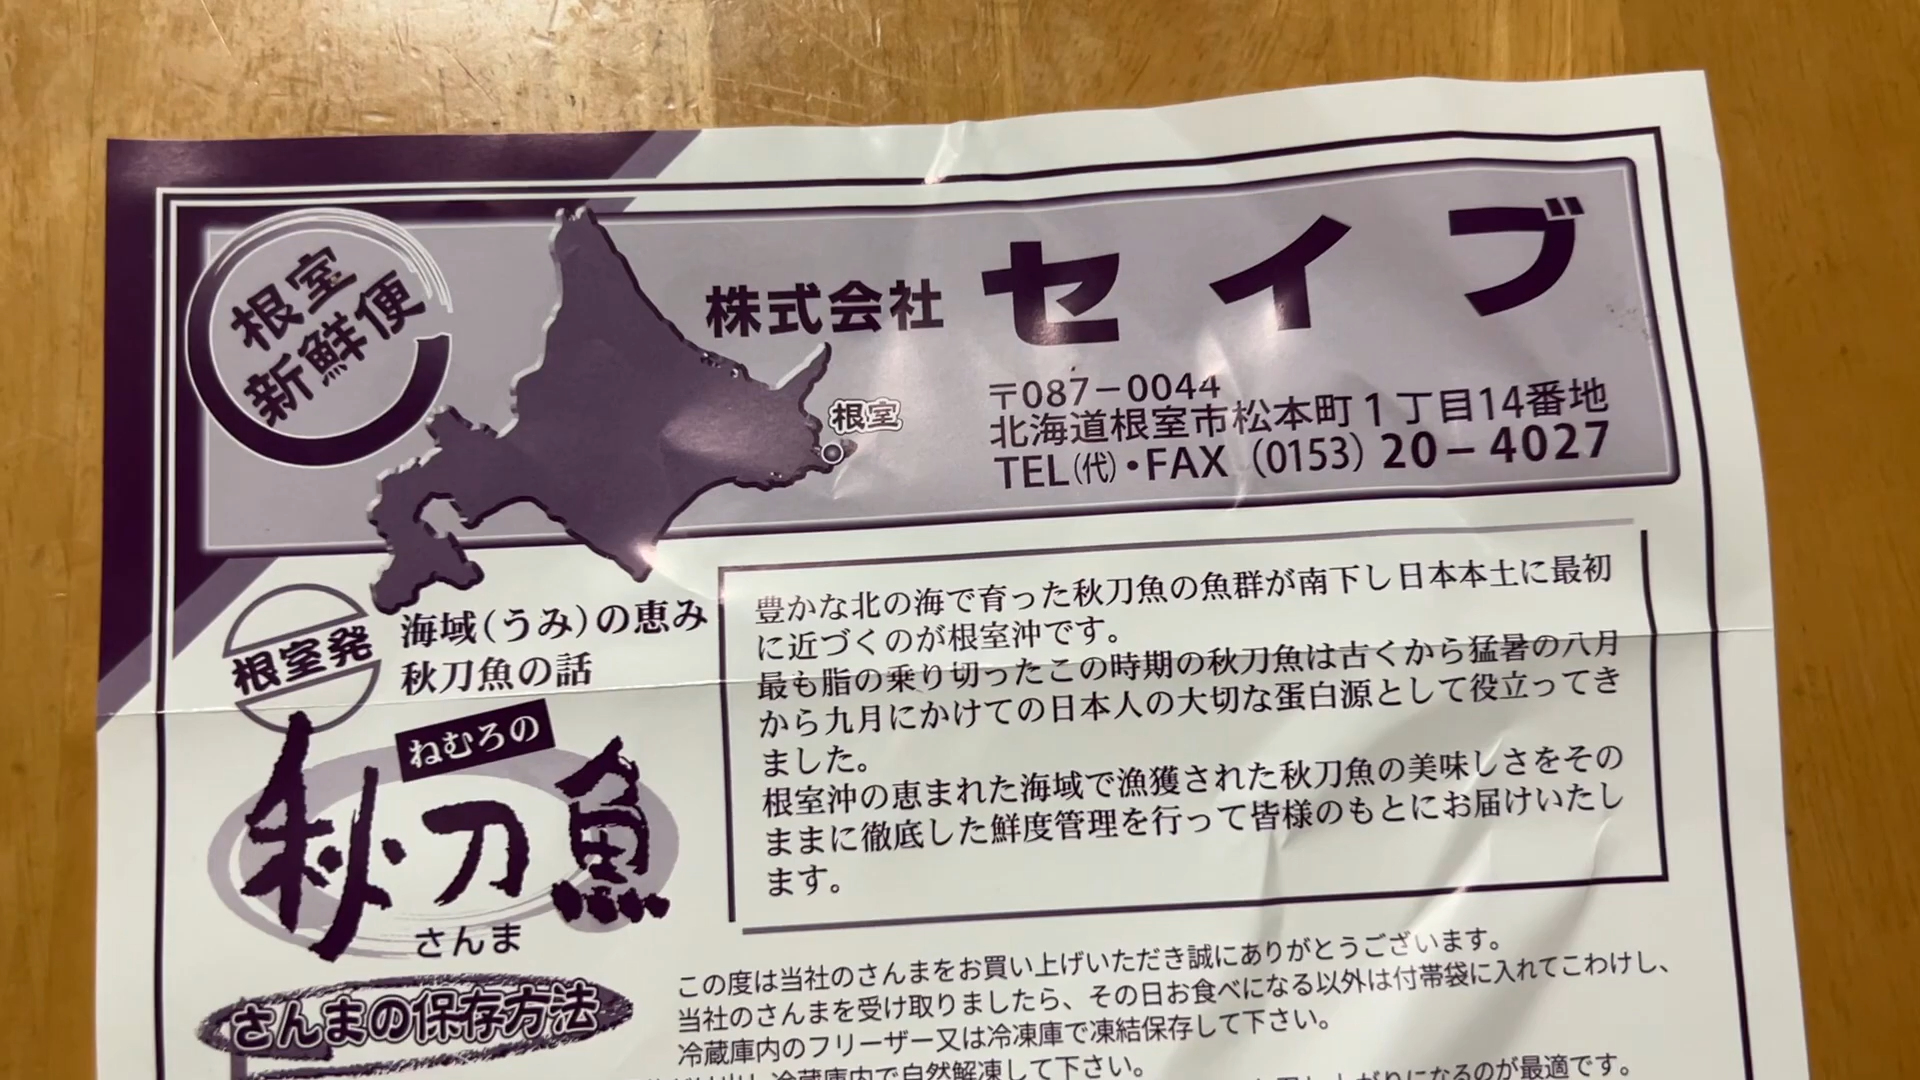 根室
新鮮便
株式会社 セイブ
根室
〒087-0044
北海道根室市松本町1丁目14番地
TEL(代)・FAX (0153) 20-4027
根室発
海域(うみ)の恵み
秋刀魚の話
ねむろの
秋刀魚
さんま
豊かな北の海で育った秋刀魚の魚群が南下し日本本土に最初
に近づくのが根室沖です。
最も脂の乗り切ったこの時期の秋刀魚は古くから猛暑の八月
から九月にかけての日本人の大切な蛋白源として役立ってき
ました。
根室沖の恵まれた海域で漁獲された秋刀魚の美味しさをその
ままに徹底した鮮度管理を行って皆様のもとにお届けいたし
ます。
さんまの保存方法
この度は当社のさんまをお買い上げいただき誠にありがとうございます。
当社のさんまを受け取りましたら、その日お食べになる以外は付帯袋に入れてこわけし、
冷蔵庫内のフリーザー又は冷凍庫で凍結保存して下さい。
冷蔵庫内で自然解凍して下さい。
上がりになるのが最適です。